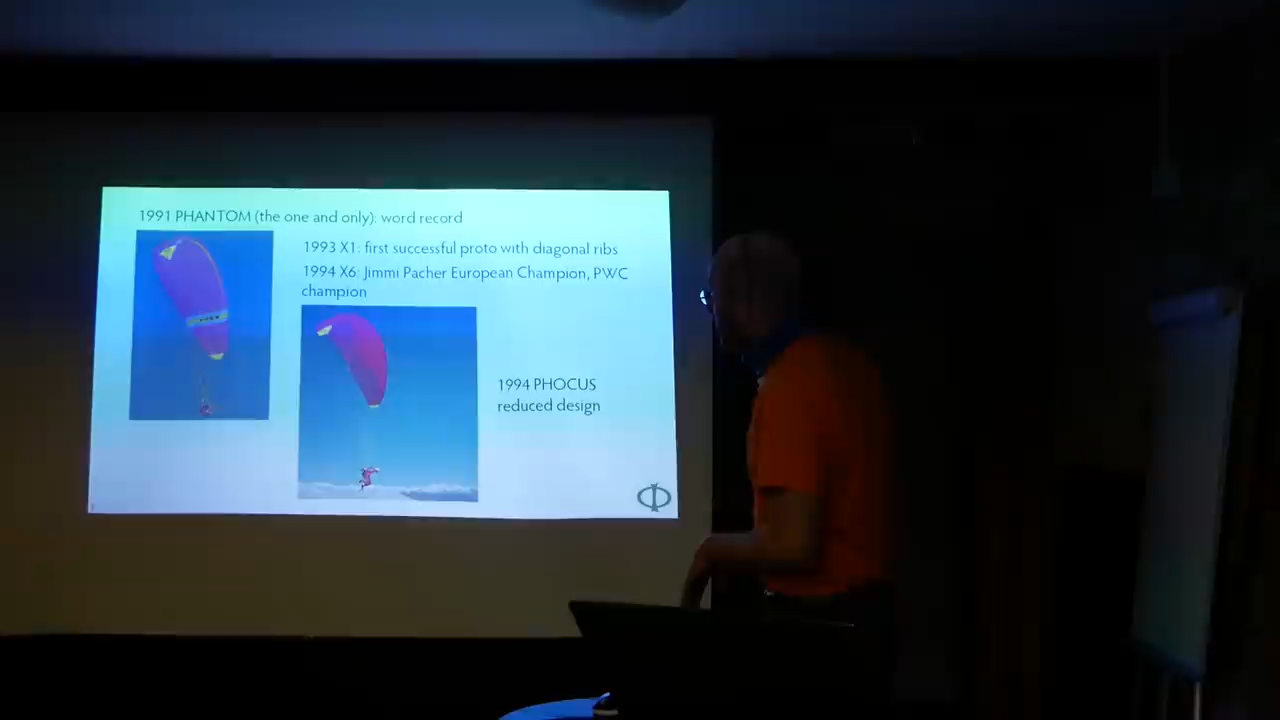 1991 PHANTOM (the one and only): word record
1993 X1: first successful proto with diagonal ribs
1994 X6: Jimmi Pacher European Champion, PWC
champion
1994 PHOCUS
reduced design